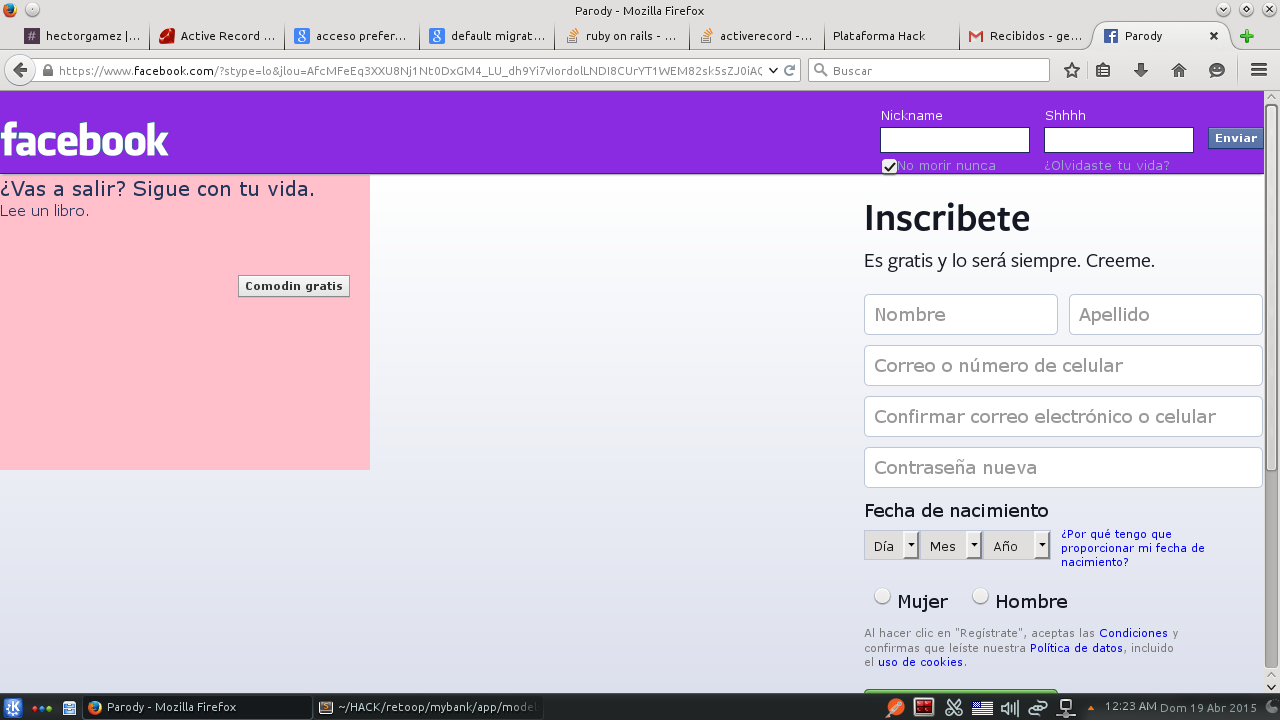 Parody - Mozilla Firefox
hectorgamez |...
Active Record ...
acceso prefer...
default migrat...
ruby on rails - ...
activerecord -...
Plataforma Hack
Recibidos - ge...
Parody
https://www.facebook.com/?stype=lo&jlou=AfcMFeEq3XXU8Nj1Nt0DxGM4_LU_dh9Yi7vIordolLNDI8CUrYT1WEM82sk5sZJ0iAC
Buscar
facebook
Nickname
Shhhh
Enviar
No morir nunca
¿Olvidaste tu vida?
¿Vas a salir? Sigue con tu vida.
Lee un libro.
Comodin gratis
Inscribete
Es gratis y lo será siempre. Creeme.
Nombre
Apellido
Correo o número de celular
Confirmar correo electrónico o celular
Contraseña nueva
Fecha de nacimiento
Día
Mes
Año
¿Por qué tengo que
proporcionar mi fecha de
nacimiento?
Mujer
Hombre
Al hacer clic en "Regístrate", aceptas las Condiciones y
confirmas que leíste nuestra Política de datos, incluido
el uso de cookies.
Parody - Mozilla Firefox
~/HACK/retoop/mybank/app/model
12:23 AM
Dom 19 Abr 2015